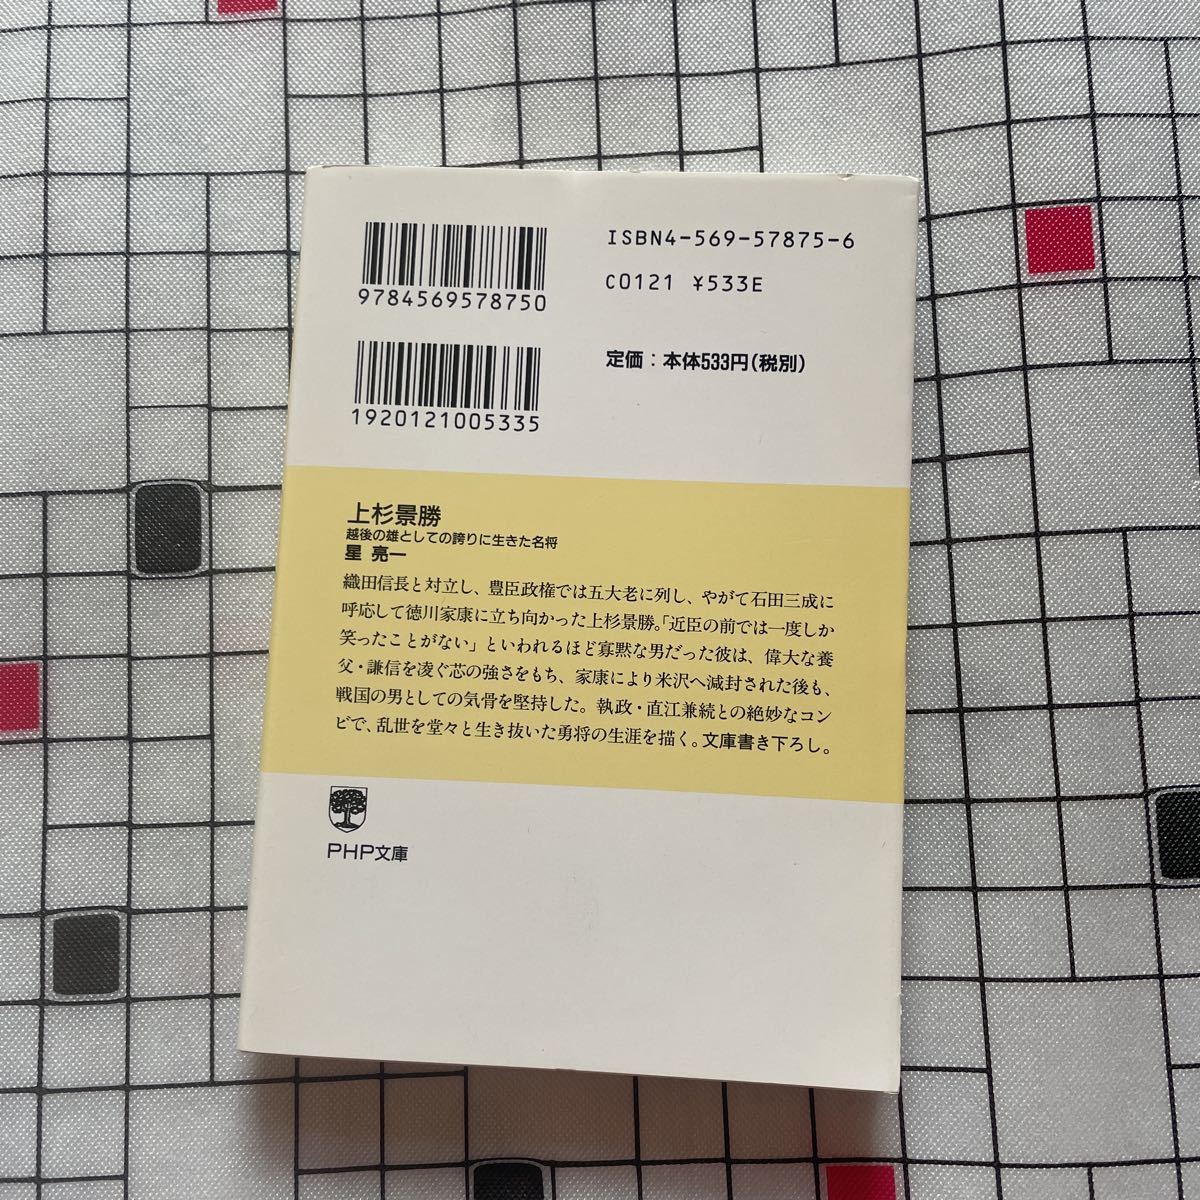 9784569578750
ISBN4-569-57875-6
C0121 ¥533E
1920121005335
定価：本体533円(税別)
上杉景勝
越後の雄としての誇りに生きた名将
星 亮一
織田信長と対立し、豊臣政権では五大老に列し、やがて石田三成に
呼応して徳川家康に立ち向かった上杉景勝。「近臣の前では一度しか
笑ったことがない」といわれるほど寡黙な男だった彼は、偉大な養
父・謙信を凌ぐ芯の強さをもち、家康により米沢へ減封された後も、
戦国の男としての気骨を堅持した。執政・直江兼続との絶妙なコン
ビで、乱世を堂々と生き抜いた勇将の生涯を描く。文庫書き下ろし。
PHP文庫